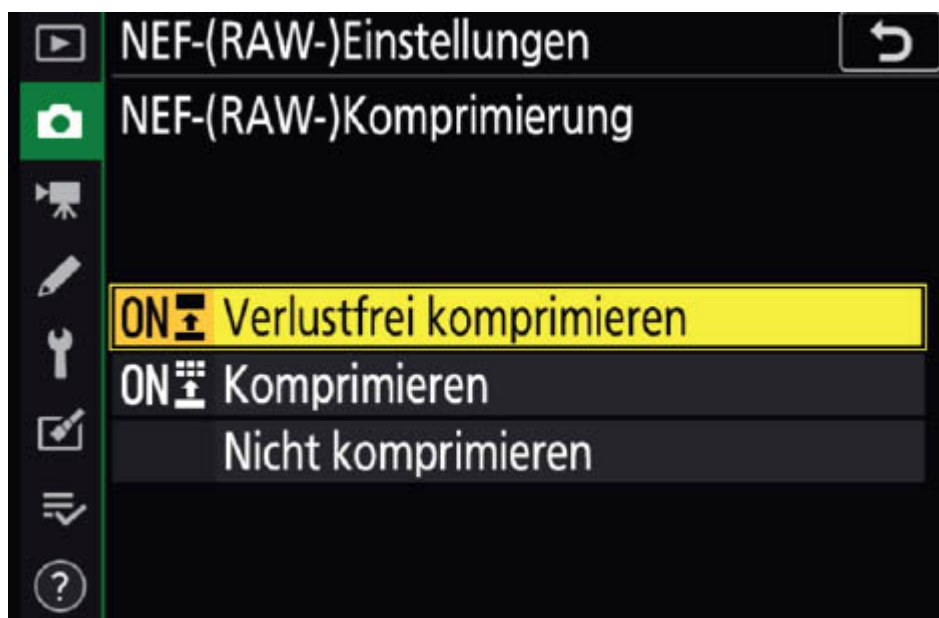 NEF-(RAW-)Einstellungen
NEF-(RAW-)Komprimierung
ON Verlustfrei komprimieren
ON Komprimieren
Nicht komprimieren
?